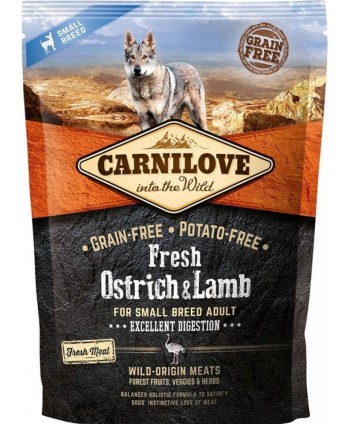 SMALL
BREED
GRAIN
FREE
CARNILOVE
into the Wild
GRAIN-FREE • POTATO-FREE
Fresh
Ostrich & Lamb
FOR SMALL BREED ADULT
EXCELLENT DIGESTION
Fresh Meat
WILD-ORIGIN MEATS
FOREST FRUITS, VEGGIES & HERBS
BALANCED HOLISTIC FORMULA TO SATISFY
DOGS' INSTINCTIVE LOVE OF MEAT